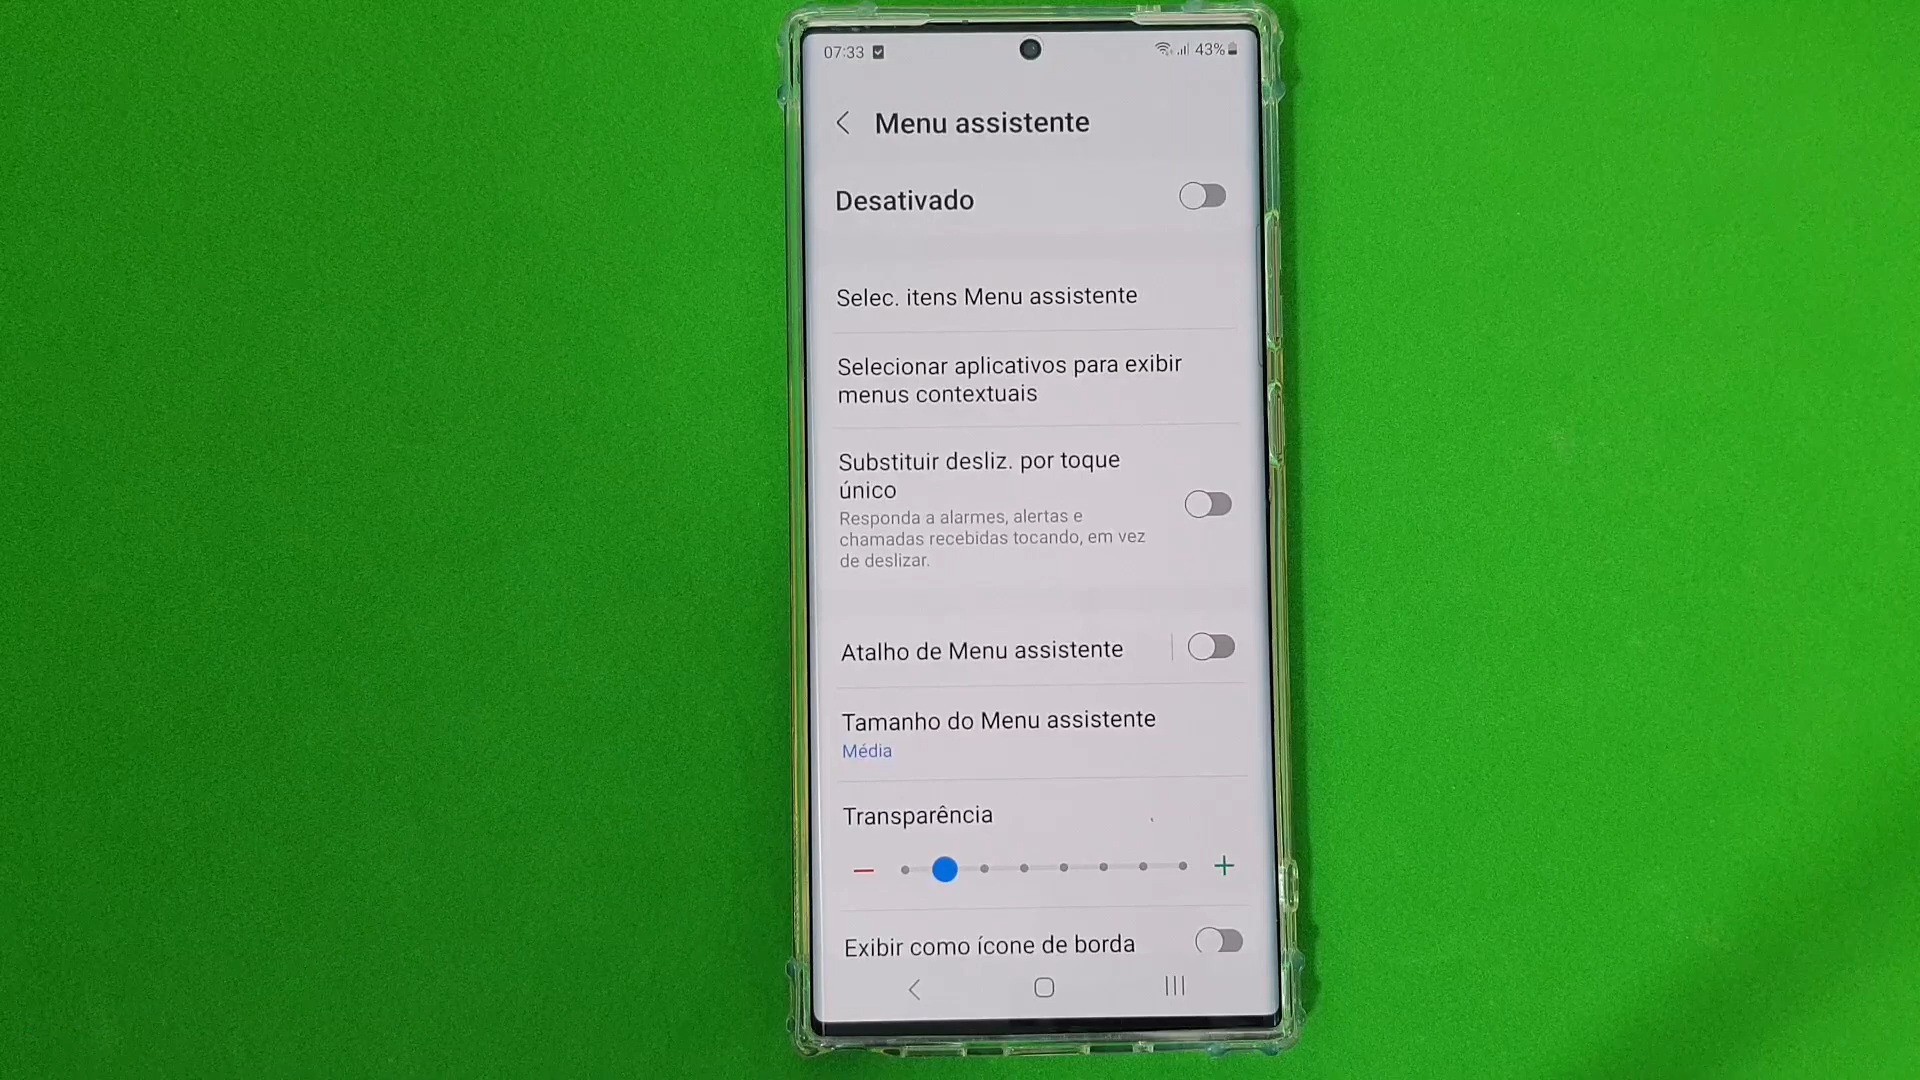 07:33
43%
Menu assistente
Desativado
Selec. itens Menu assistente
Selecionar aplicativos para exibir
menus contextuais
Substituir desliz. por toque
único
Responda a alarmes, alertas e
chamadas recebidas tocando, em vez
de deslizar.
Atalho de Menu assistente
Tamanho do Menu assistente
Média
Transparência
Exibir como ícone de borda